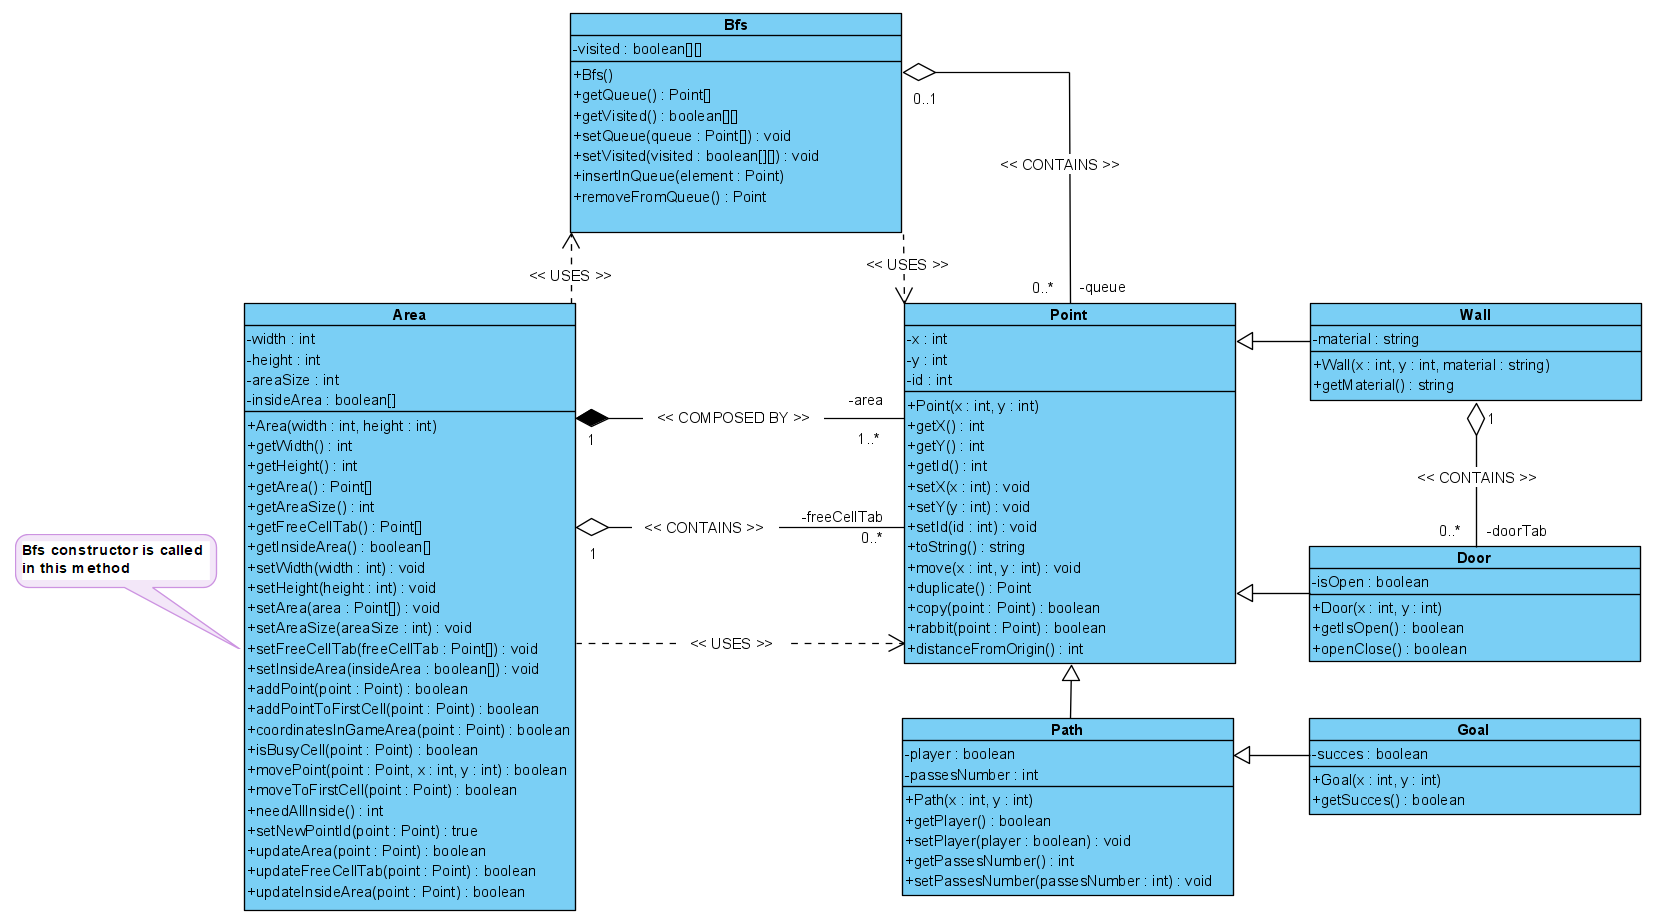 Bfs
-visited : boolean[][]
+Bfs()
+getQueue() : Point[]
+getVisited() : boolean[][]
+setQueue(queue : Point[]) : void
+setVisited(visited : boolean[][]) : void
+insertInQueue(element : Point)
+removeFromQueue() : Point
0..1
<< CONTAINS >>
0..*
-queue
<< USES >>
<< USES >>
Area
-width : int
-height : int
-areaSize : int
-insideArea : boolean[]
+Area(width : int, height : int)
+getWidth() : int
+getHeight() : int
+getArea() : Point[]
+getAreaSize() : int
+getFreeCellTab() : Point[]
+getInsideArea() : boolean[]
+setWidth(width : int) : void
+setHeight(height : int) : void
+setArea(area : Point[]) : void
+setAreaSize(areaSize : int) : void
+setFreeCellTab(freeCellTab : Point[]) : void
+setInsideArea(insideArea : boolean[]) : void
+addPoint(point : Point) : boolean
+addPointToFirstCell(point : Point) : boolean
+coordinatesInGameArea(point : Point) : boolean
+isBusyCell(point : Point) : boolean
+movePoint(point : Point, x : int, y : int) : boolean
+moveToFirstCell(point : Point) : boolean
+needAllInside() : int
+setNewPointId(point : Point) : true
+updateArea(point : Point) : boolean
+updateFreeCellTab(point : Point) : boolean
+updateInsideArea(point : Point) : boolean
Bfs constructor is called
in this method
<< COMPOSED BY >>
-area
1
1..*
<< CONTAINS >>
-freeCellTab
1
0..*
<< USES >>
Point
-x : int
-y : int
-id : int
+Point(x : int, y : int)
+getX() : int
+getY() : int
+getId() : int
+setX(x : int) : void
+setY(y : int) : void
+setId(id : int) : void
+toString() : string
+move(x : int, y : int) : void
+duplicate() : Point
+copy(point : Point) : boolean
+rabbit(point : Point) : boolean
+distanceFromOrigin() : int
Wall
-material : string
+Wall(x : int, y : int, material : string)
+getMaterial() : string
1
<< CONTAINS >>
0..*
-doorTab
Door
-isOpen : boolean
+Door(x : int, y : int)
+getIsOpen() : boolean
+openClose() : boolean
Path
-player : boolean
-passesNumber : int
+Path(x : int, y : int)
+getPlayer() : boolean
+setPlayer(player : boolean) : void
+getPassesNumber() : int
+setPassesNumber(passesNumber : int) : void
Goal
-succes : boolean
+Goal(x : int, y : int)
+getSucces() : boolean